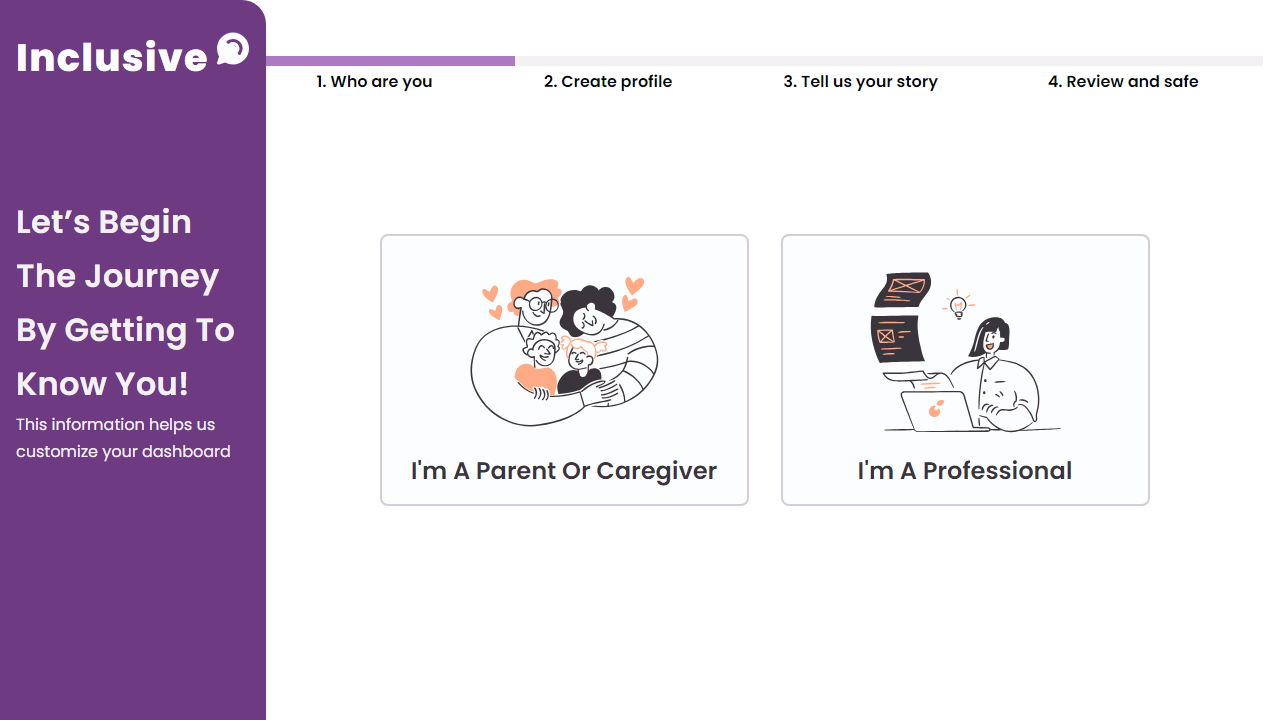 Inclusive
1. Who are you
2. Create profile
3. Tell us your story
4. Review and safe
Let’s Begin
The Journey
By Getting To
Know You!
This information helps us
customize your dashboard
I'm A Parent Or Caregiver
I'm A Professional